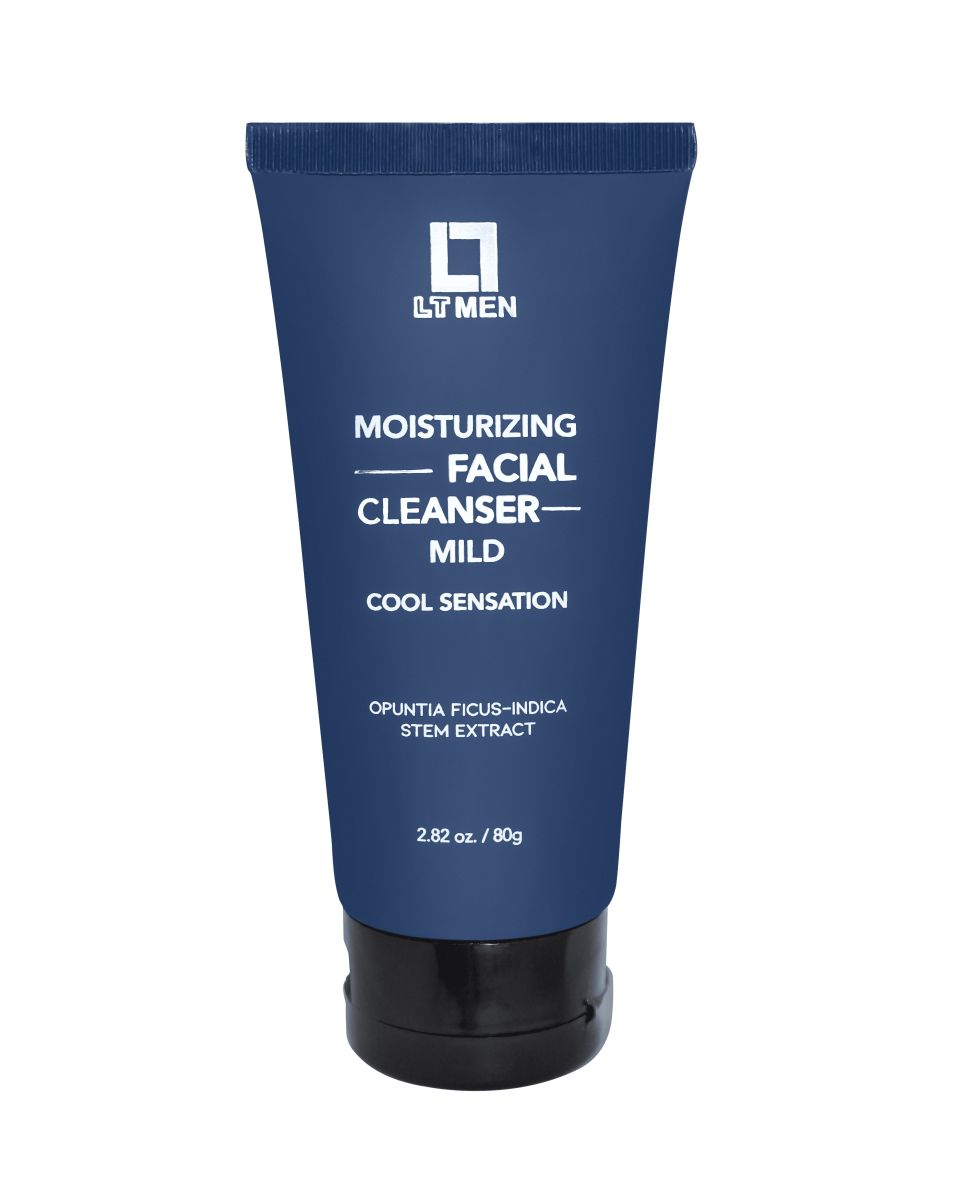 LT MEN
MOISTURIZING
— FACIAL
CLEANSER—
MILD
COOL SENSATION
OPUNTIA FICUS-INDICA
STEM EXTRACT
2.82 oz. / 80g